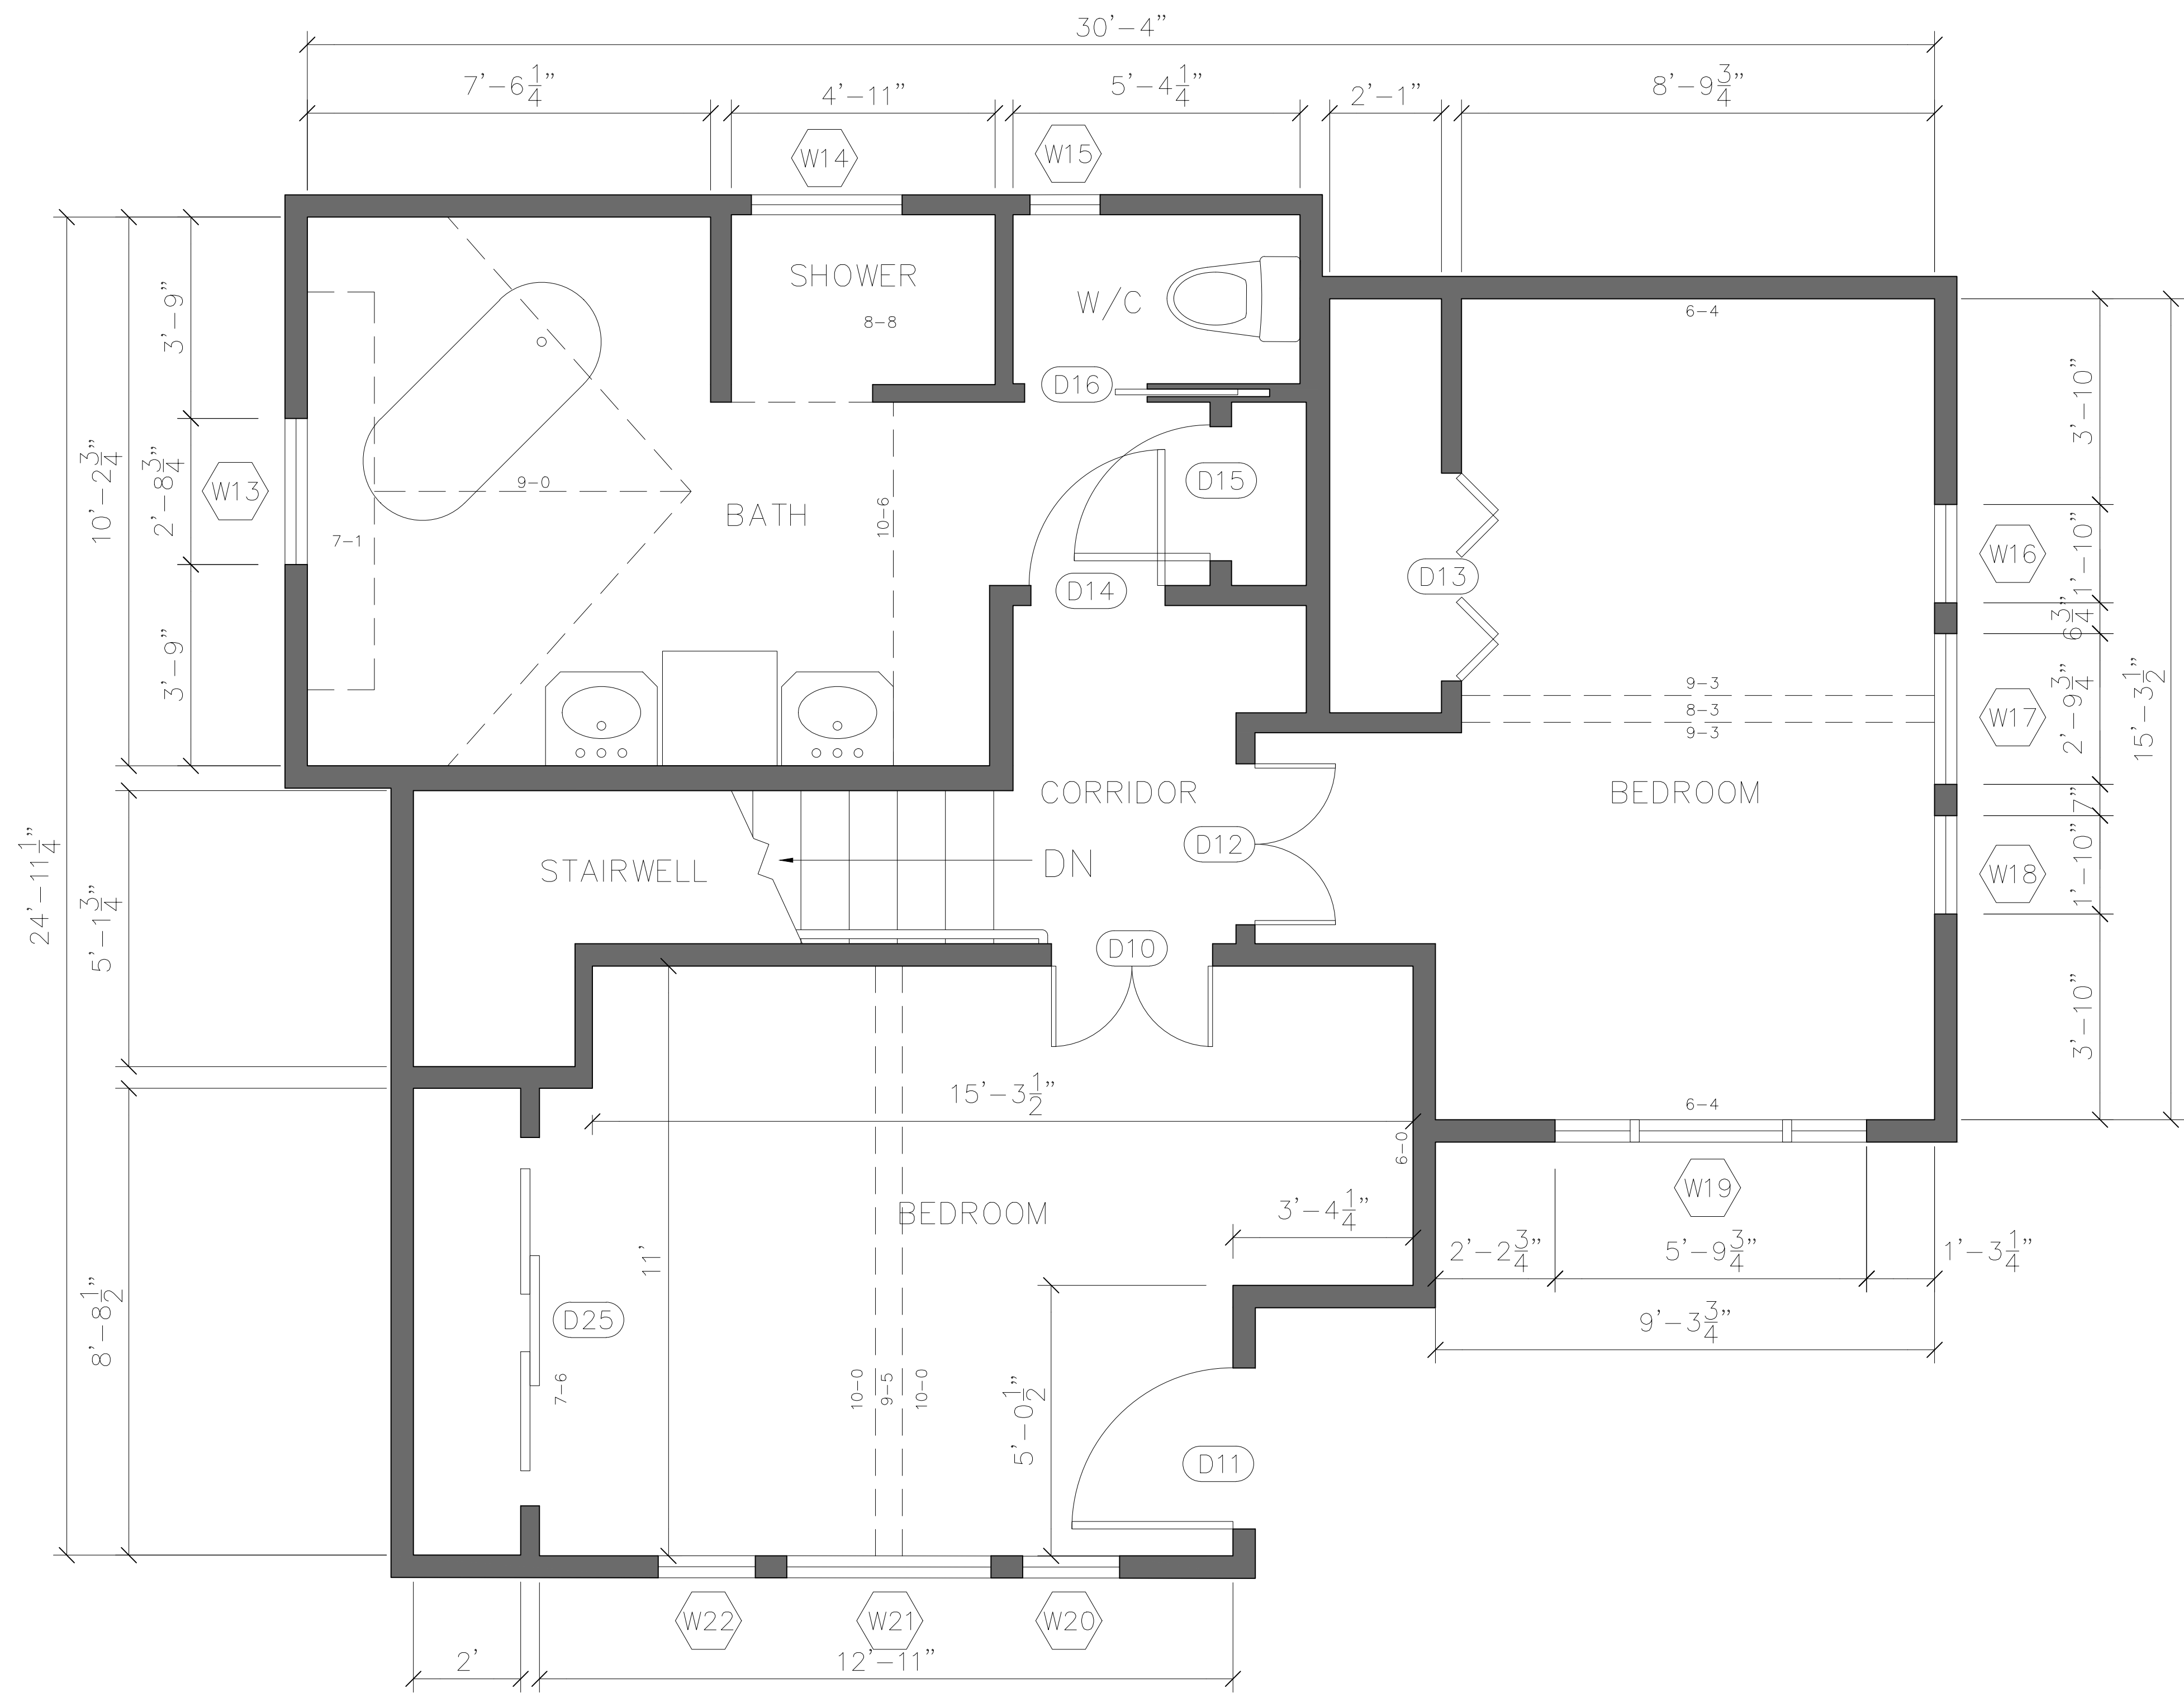 30'-4"
7'-6 1/4"
4'-11"
5'-4 1/4"
2'-1"
8'-9 3/4"
W14
W15
SHOWER
8-8
W/C
6-4
3'-9"
3'-10"
D16
10'-2 3/4"
2'-8 3/4"
W13
9-0
7-1
BATH
10-6
D15
D14
D13
1'-10"
W16
6 3/4"
3'-9"
9-3
8-3
9-3
W17
2'-9 3/4"
15'-3 1/2"
24'-11 1/4"
CORRIDOR
BEDROOM
7"
D12
STAIRWELL
DN
W18
1'-10"
5'-1 3/4"
D10
3'-10"
15'-3 1/2"
6-4
6-0
BEDROOM
3'-4 1/4"
W19
11'
2'-2 3/4"
5'-9 3/4"
1'-3 1/4"
8'-8 1/2"
D25
9'-3 3/4"
7-6
10-0
9-5
10-0
5'-0 1/2"
D11
W22
W21
W20
2'
12'-11"